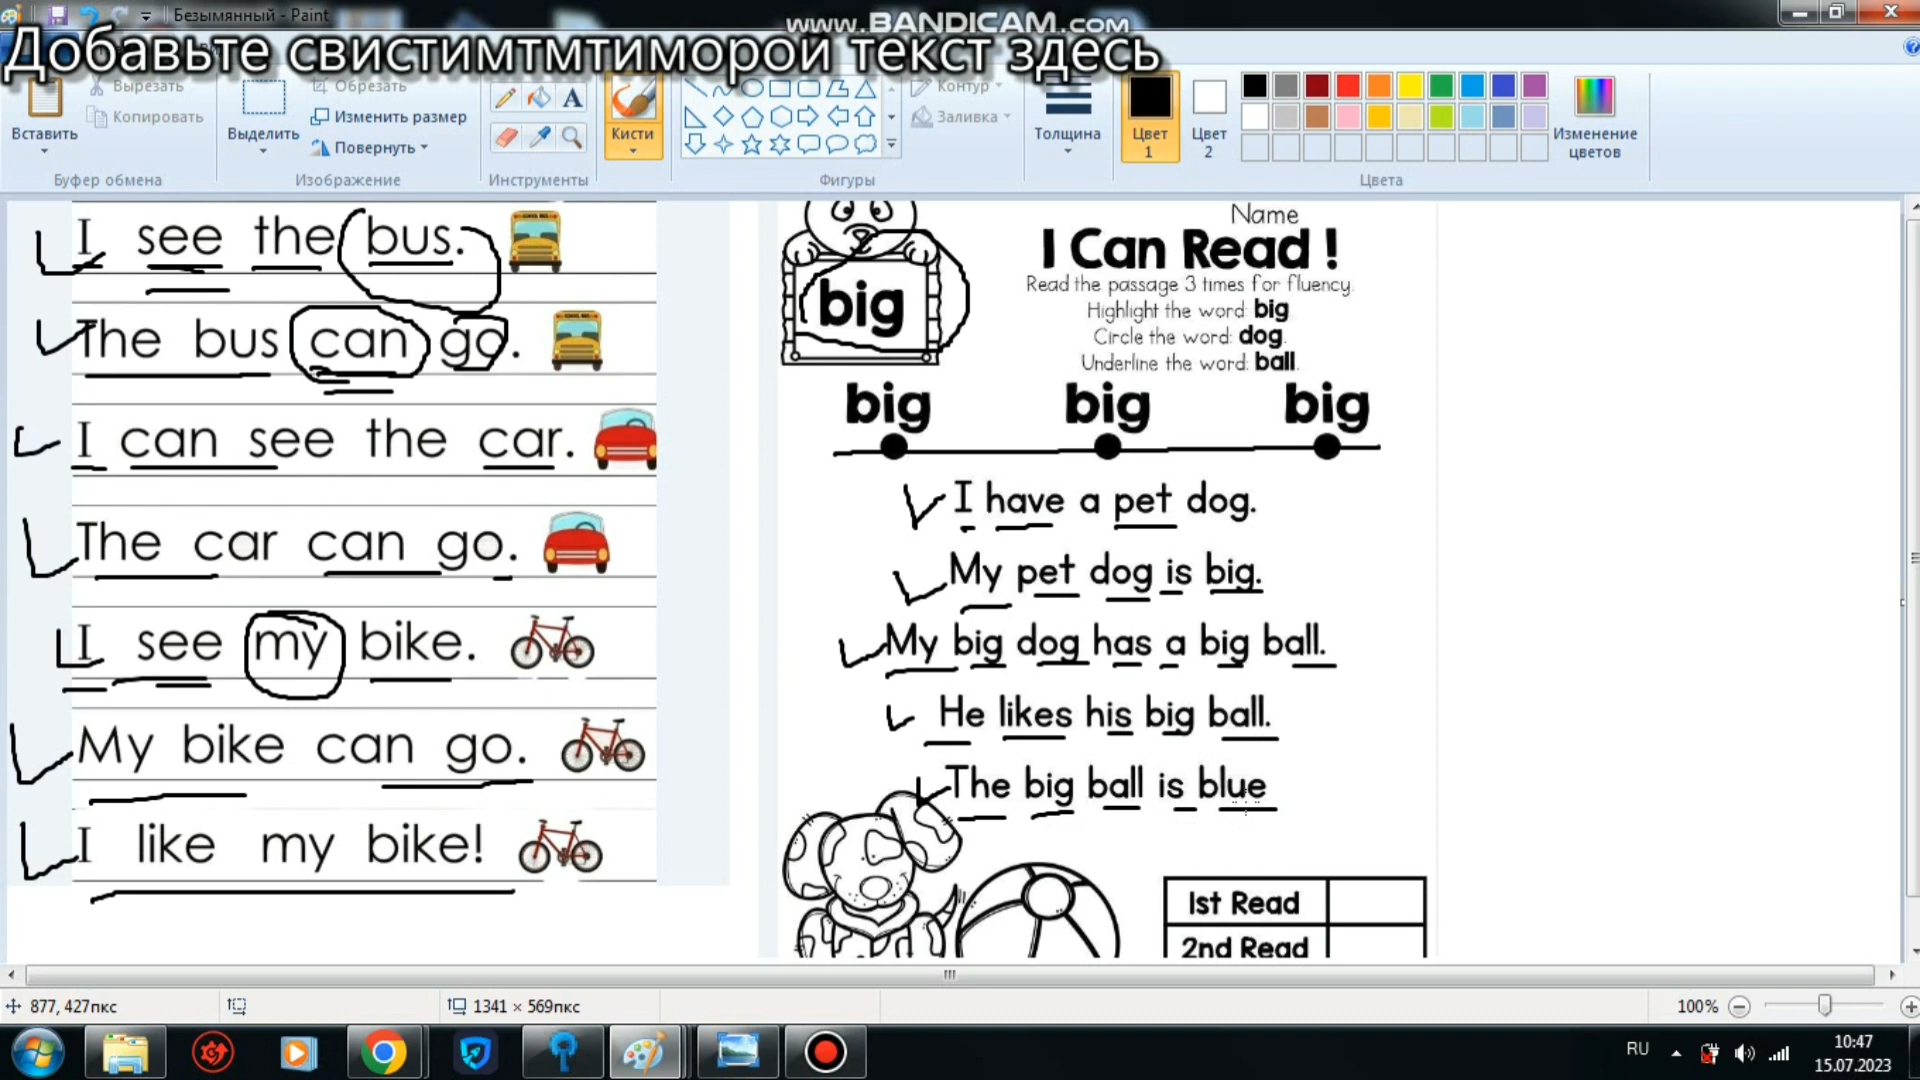 Безымянный - Paint
www.BANDICAM.com
Добавьте свистимтмтиморой текст здесь
Вставить
Вырезать
Копировать
Буфер обмена
Выделить
Обрезать
Изменить размер
Повернуть
Изображение
Инструменты
Кисти
Контур
Заливка
Фигуры
Толщина
Цвет 1
Цвет 2
Изменение цветов
Цвета
I see the bus.
The bus can go.
I can see the car.
The car can go.
I see my bike.
My bike can go.
I like my bike!
SCHOOL BUS
SCHOOL BUS
Name
I Can Read !
Read the passage 3 times for fluency.
Highlight the word: big
Circle the word: dog.
Underline the word: ball.
big
big big big
I have a pet dog.
My pet dog is big.
My big dog has a big ball.
He likes his big ball.
The big ball is blue
1st Read
2nd Read
877, 427пкс
1341 × 569пкс
100%
RU
10:47
15.07.2023